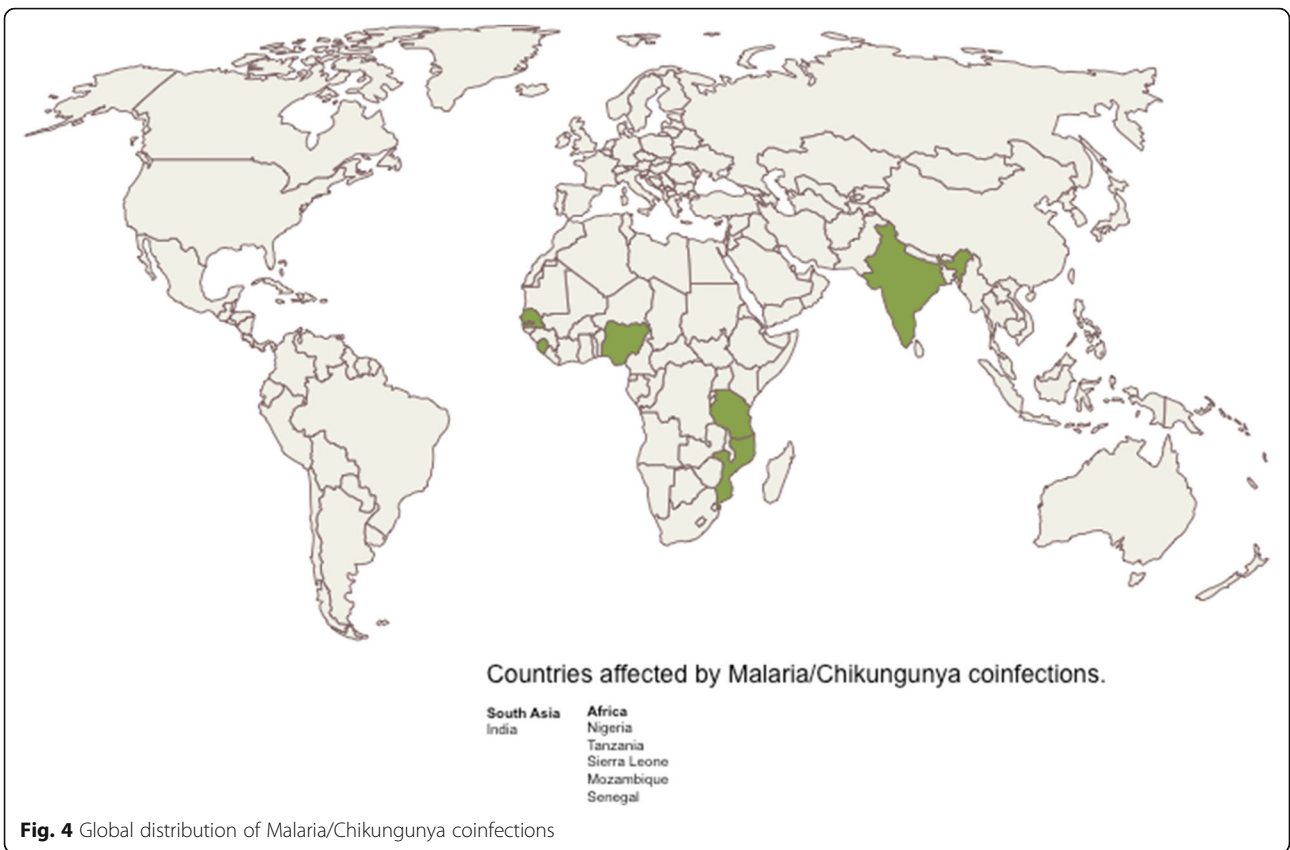 Countries affected by Malaria/Chikungunya coinfections.
South Asia
India
Africa
Nigeria
Tanzania
Sierra Leone
Mozambique
Senegal
Fig. 4 Global distribution of Malaria/Chikungunya coinfections